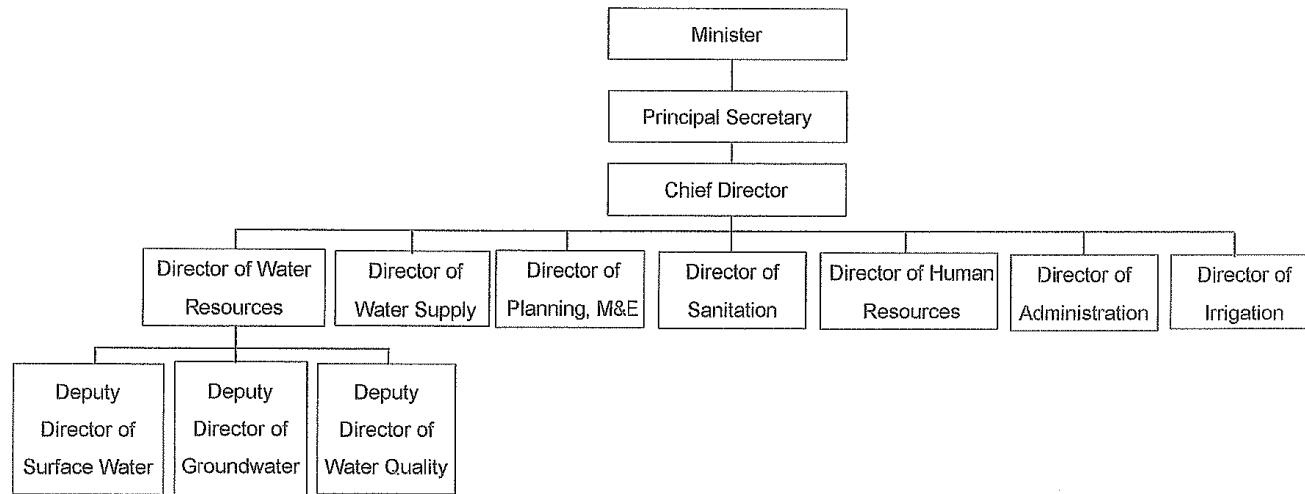 Minister
Principal Secretary
Chief Director
Director of Water
Resources
Director of
Water Supply
Director of
Planning, M&E
Director of
Sanitation
Director of Human
Resources
Director of
Administration
Director of
Irrigation
Deputy
Director of
Surface Water
Deputy
Director of
Groundwater
Deputy
Director of
Water Quality